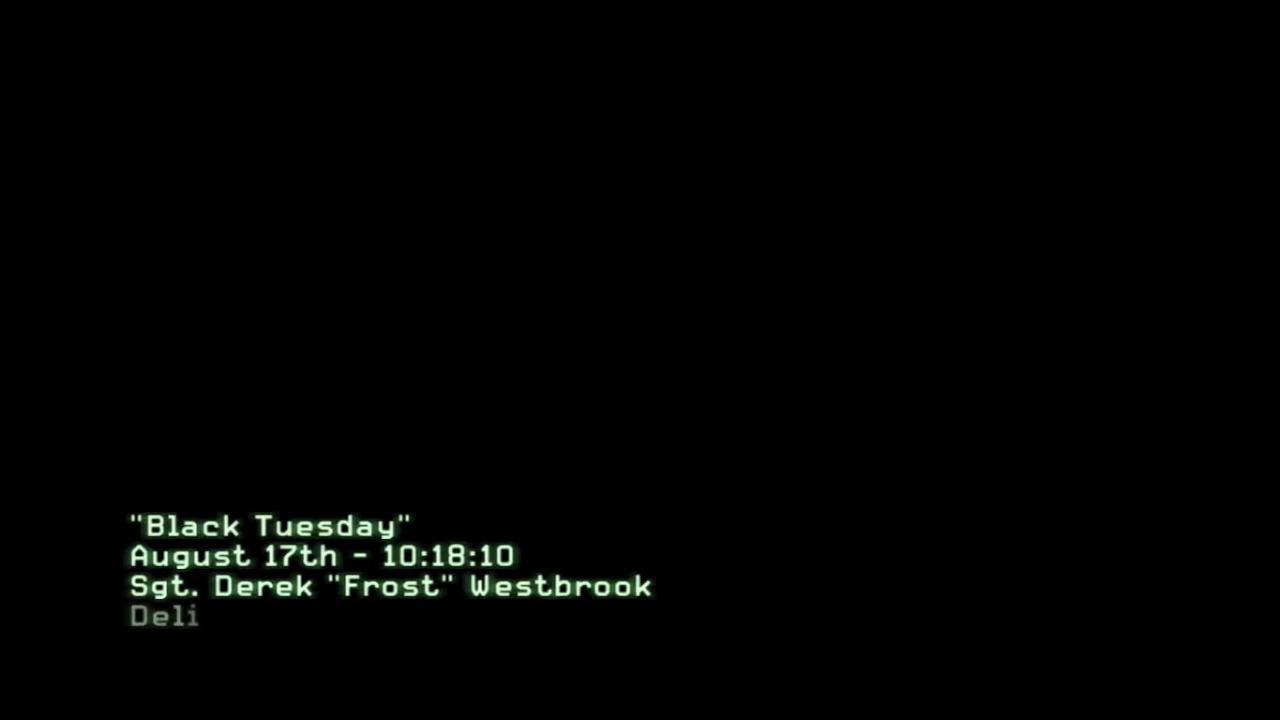 "Black Tuesday"
August 17th - 10:18:10
Sgt. Derek "Frost" Westbrook
Deli